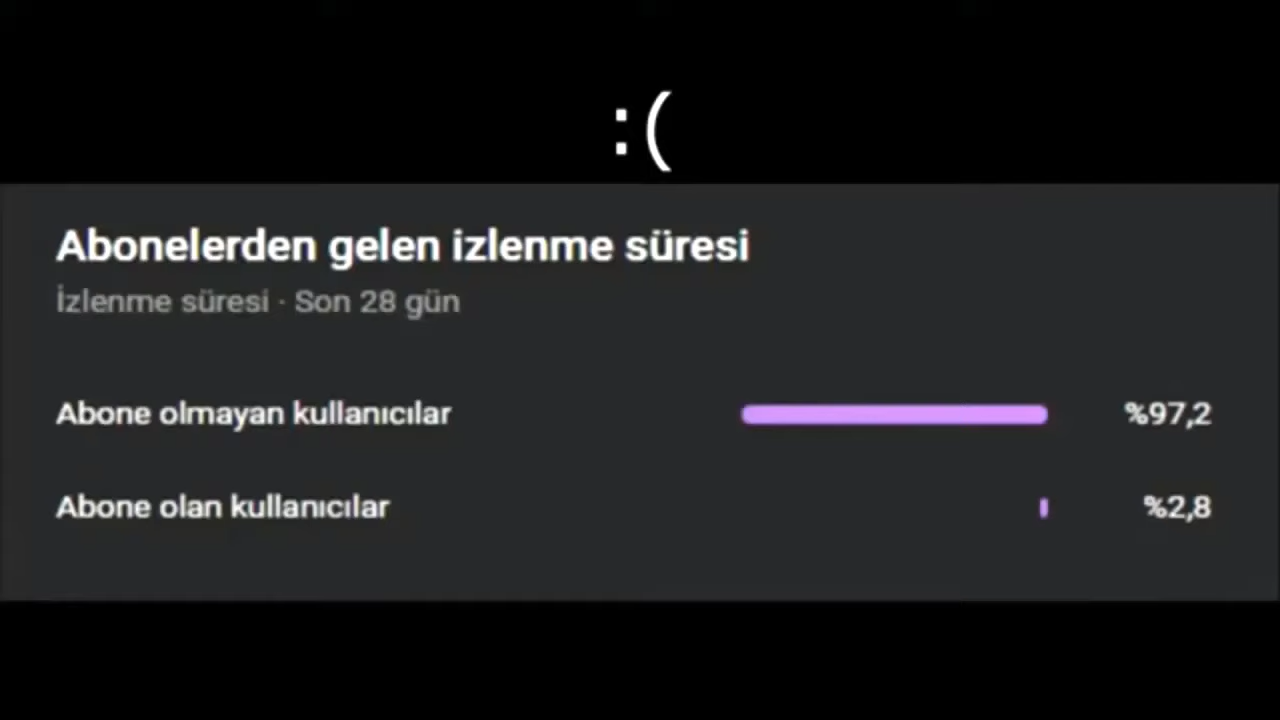 :(
Abonelerden gelen izlenme süresi
İzlenme süresi · Son 28 gün
Abone olmayan kullanıcılar %97,2
Abone olan kullanıcılar %2,8